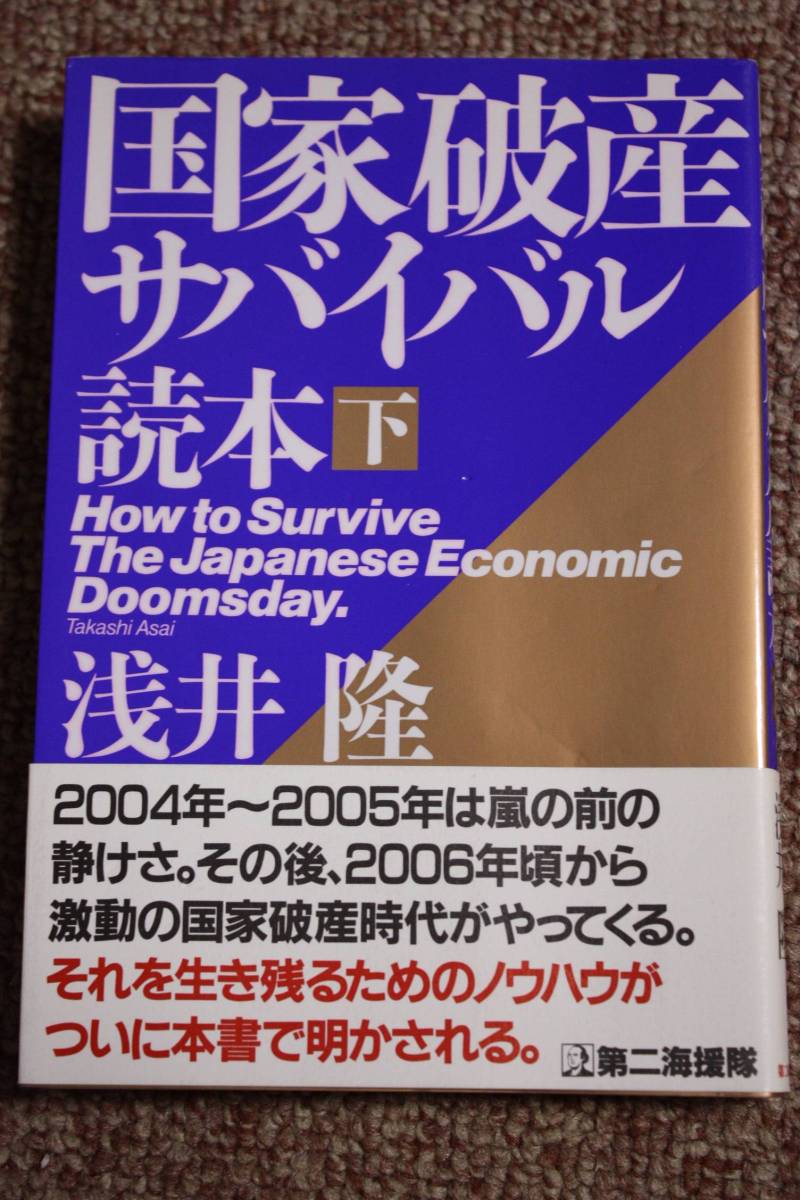 国家破産
サバイバル
読本 下
How to Survive
The Japanese Economic
Doomsday.
Takashi Asai
浅井 隆
2004年～2005年は嵐の前の
静けさ。その後、2006年頃から
激動の国家破産時代がやってくる。
それを生き残るためのノウハウが
ついに本書で明かされる。
第二海援隊